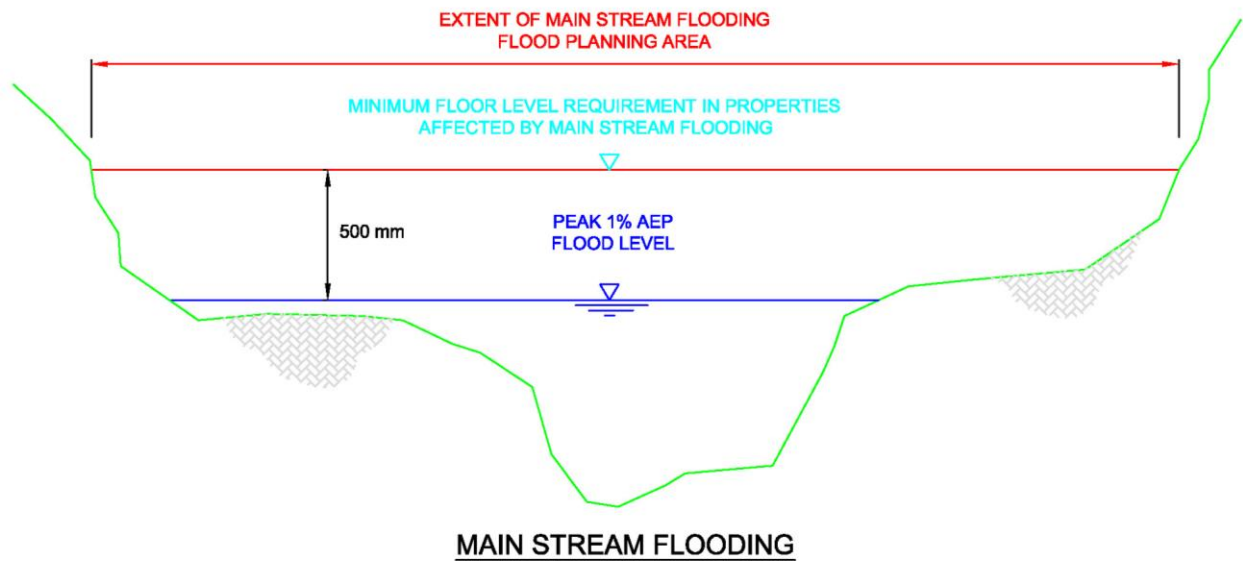 EXTENT OF MAIN STREAM FLOODING
FLOOD PLANNING AREA
MINIMUM FLOOR LEVEL REQUIREMENT IN PROPERTIES
AFFECTED BY MAIN STREAM FLOODING
500 mm
PEAK 1% AEP
FLOOD LEVEL
MAIN STREAM FLOODING